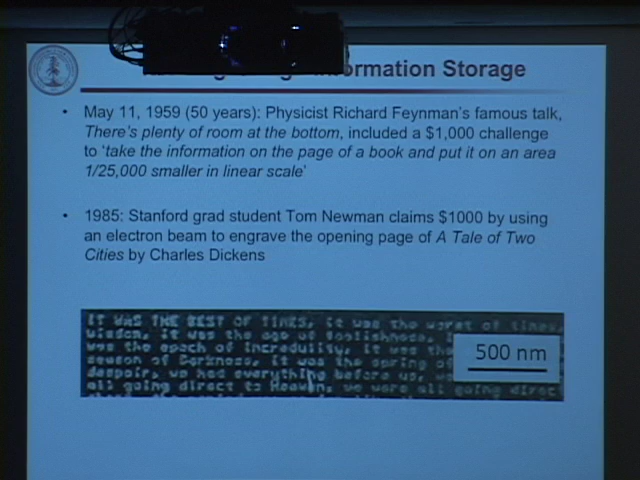 Information Storage
• May 11, 1959 (50 years): Physicist Richard Feynman's famous talk,
There's plenty of room at the bottom, included a $1,000 challenge
to 'take the information on the page of a book and put it on an area
1/25,000 smaller in linear scale'
• 1985: Stanford grad student Tom Newman claims $1000 by using
an electron beam to engrave the opening page of A Tale of Two
Cities by Charles Dickens
IT WAS THE BEST OF TIMES, it was the worst of times,
wisdom, it was the age of foolishness,
was the epoch of incredulity, it was the
season of Darkness, it was the spring of
despair, we had everything before us, we
all going direct to Heaven, we were all going direct
500 nm